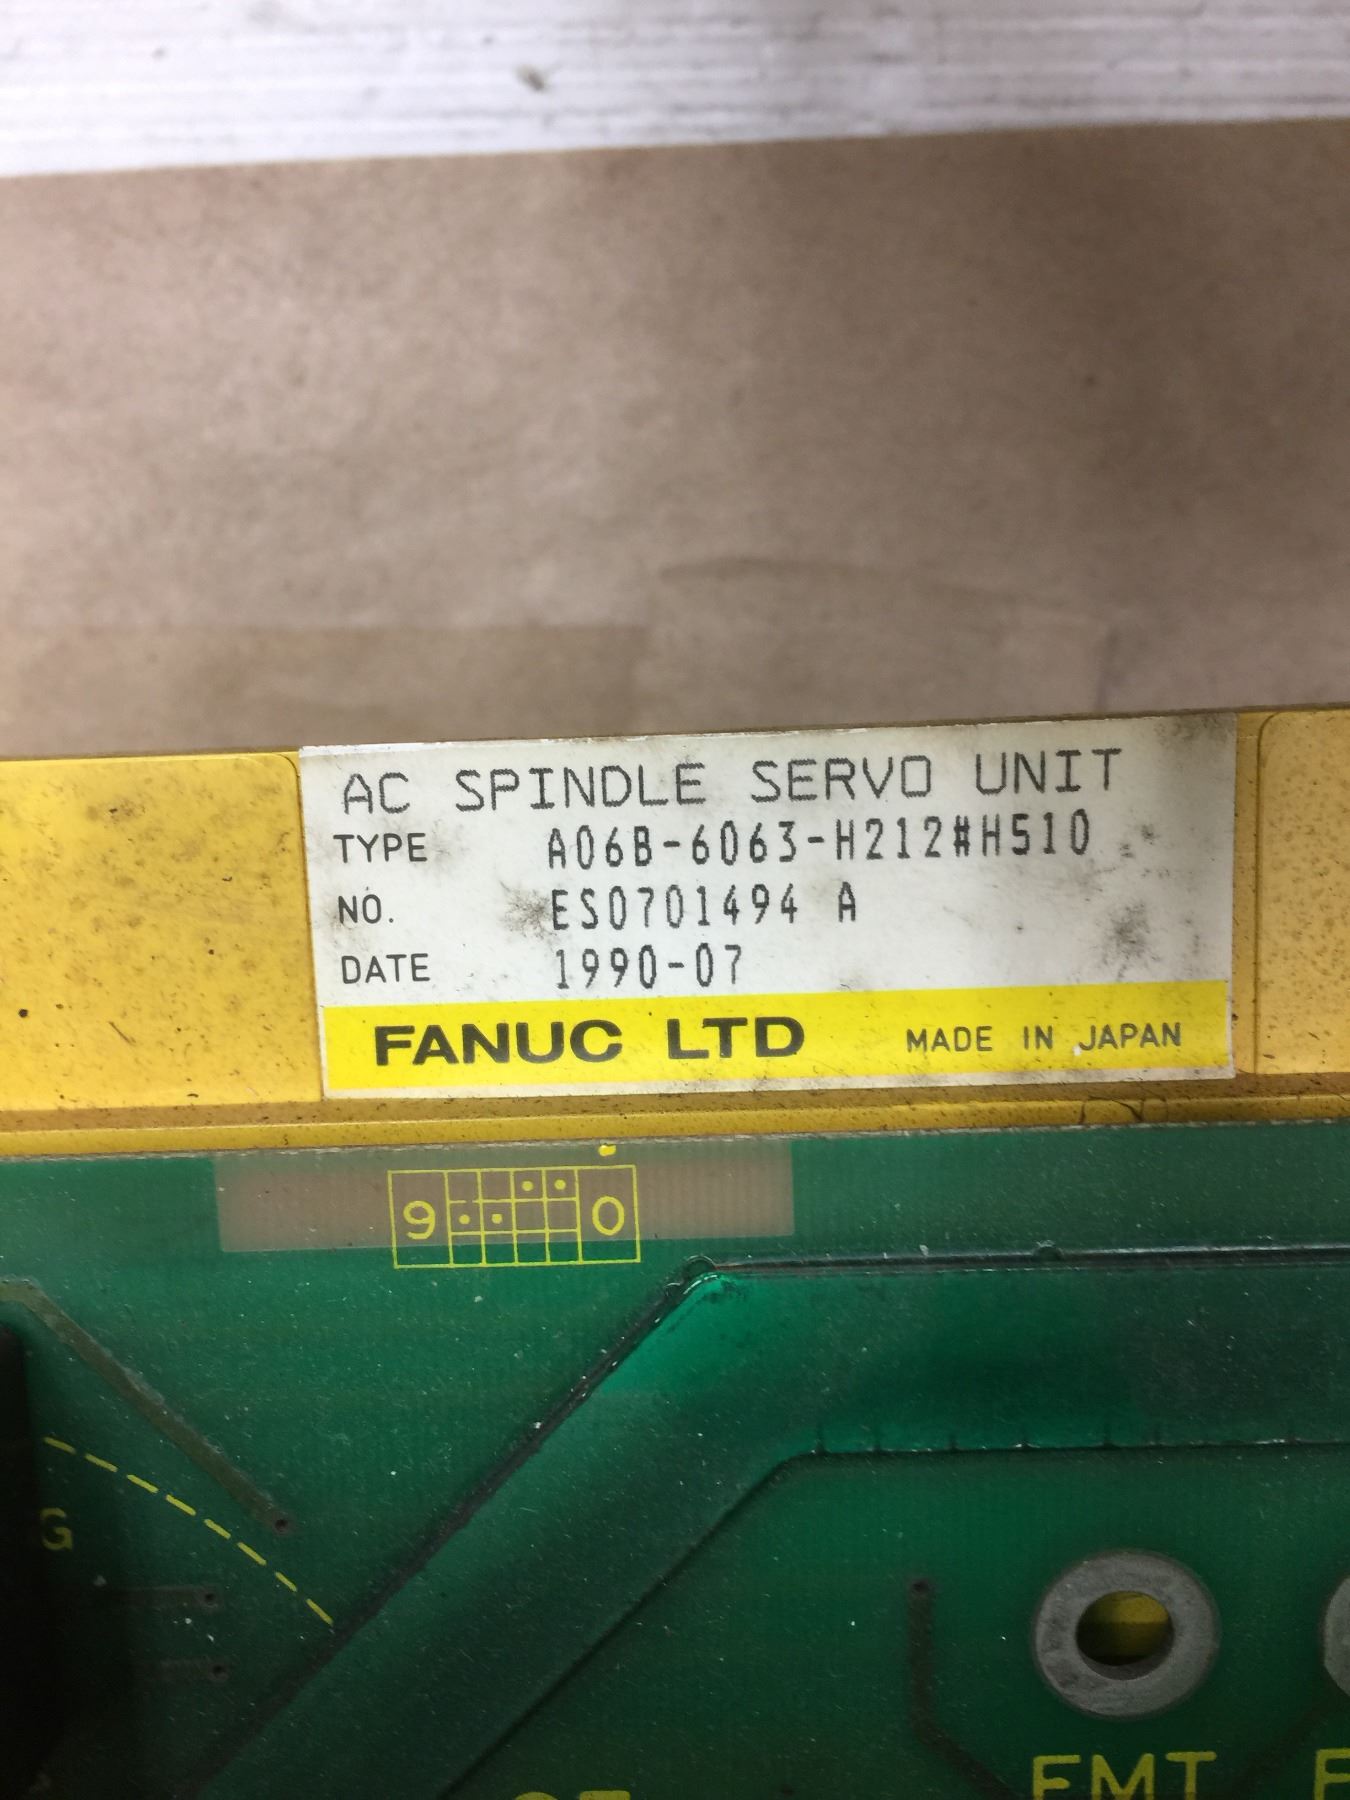 AC SPINDLE SERVO UNIT
TYPE A06B-6063-H212#H510
NO. ES0701494 A
DATE 1990-07
FANUC LTD MADE IN JAPAN
9 0
G
EMT